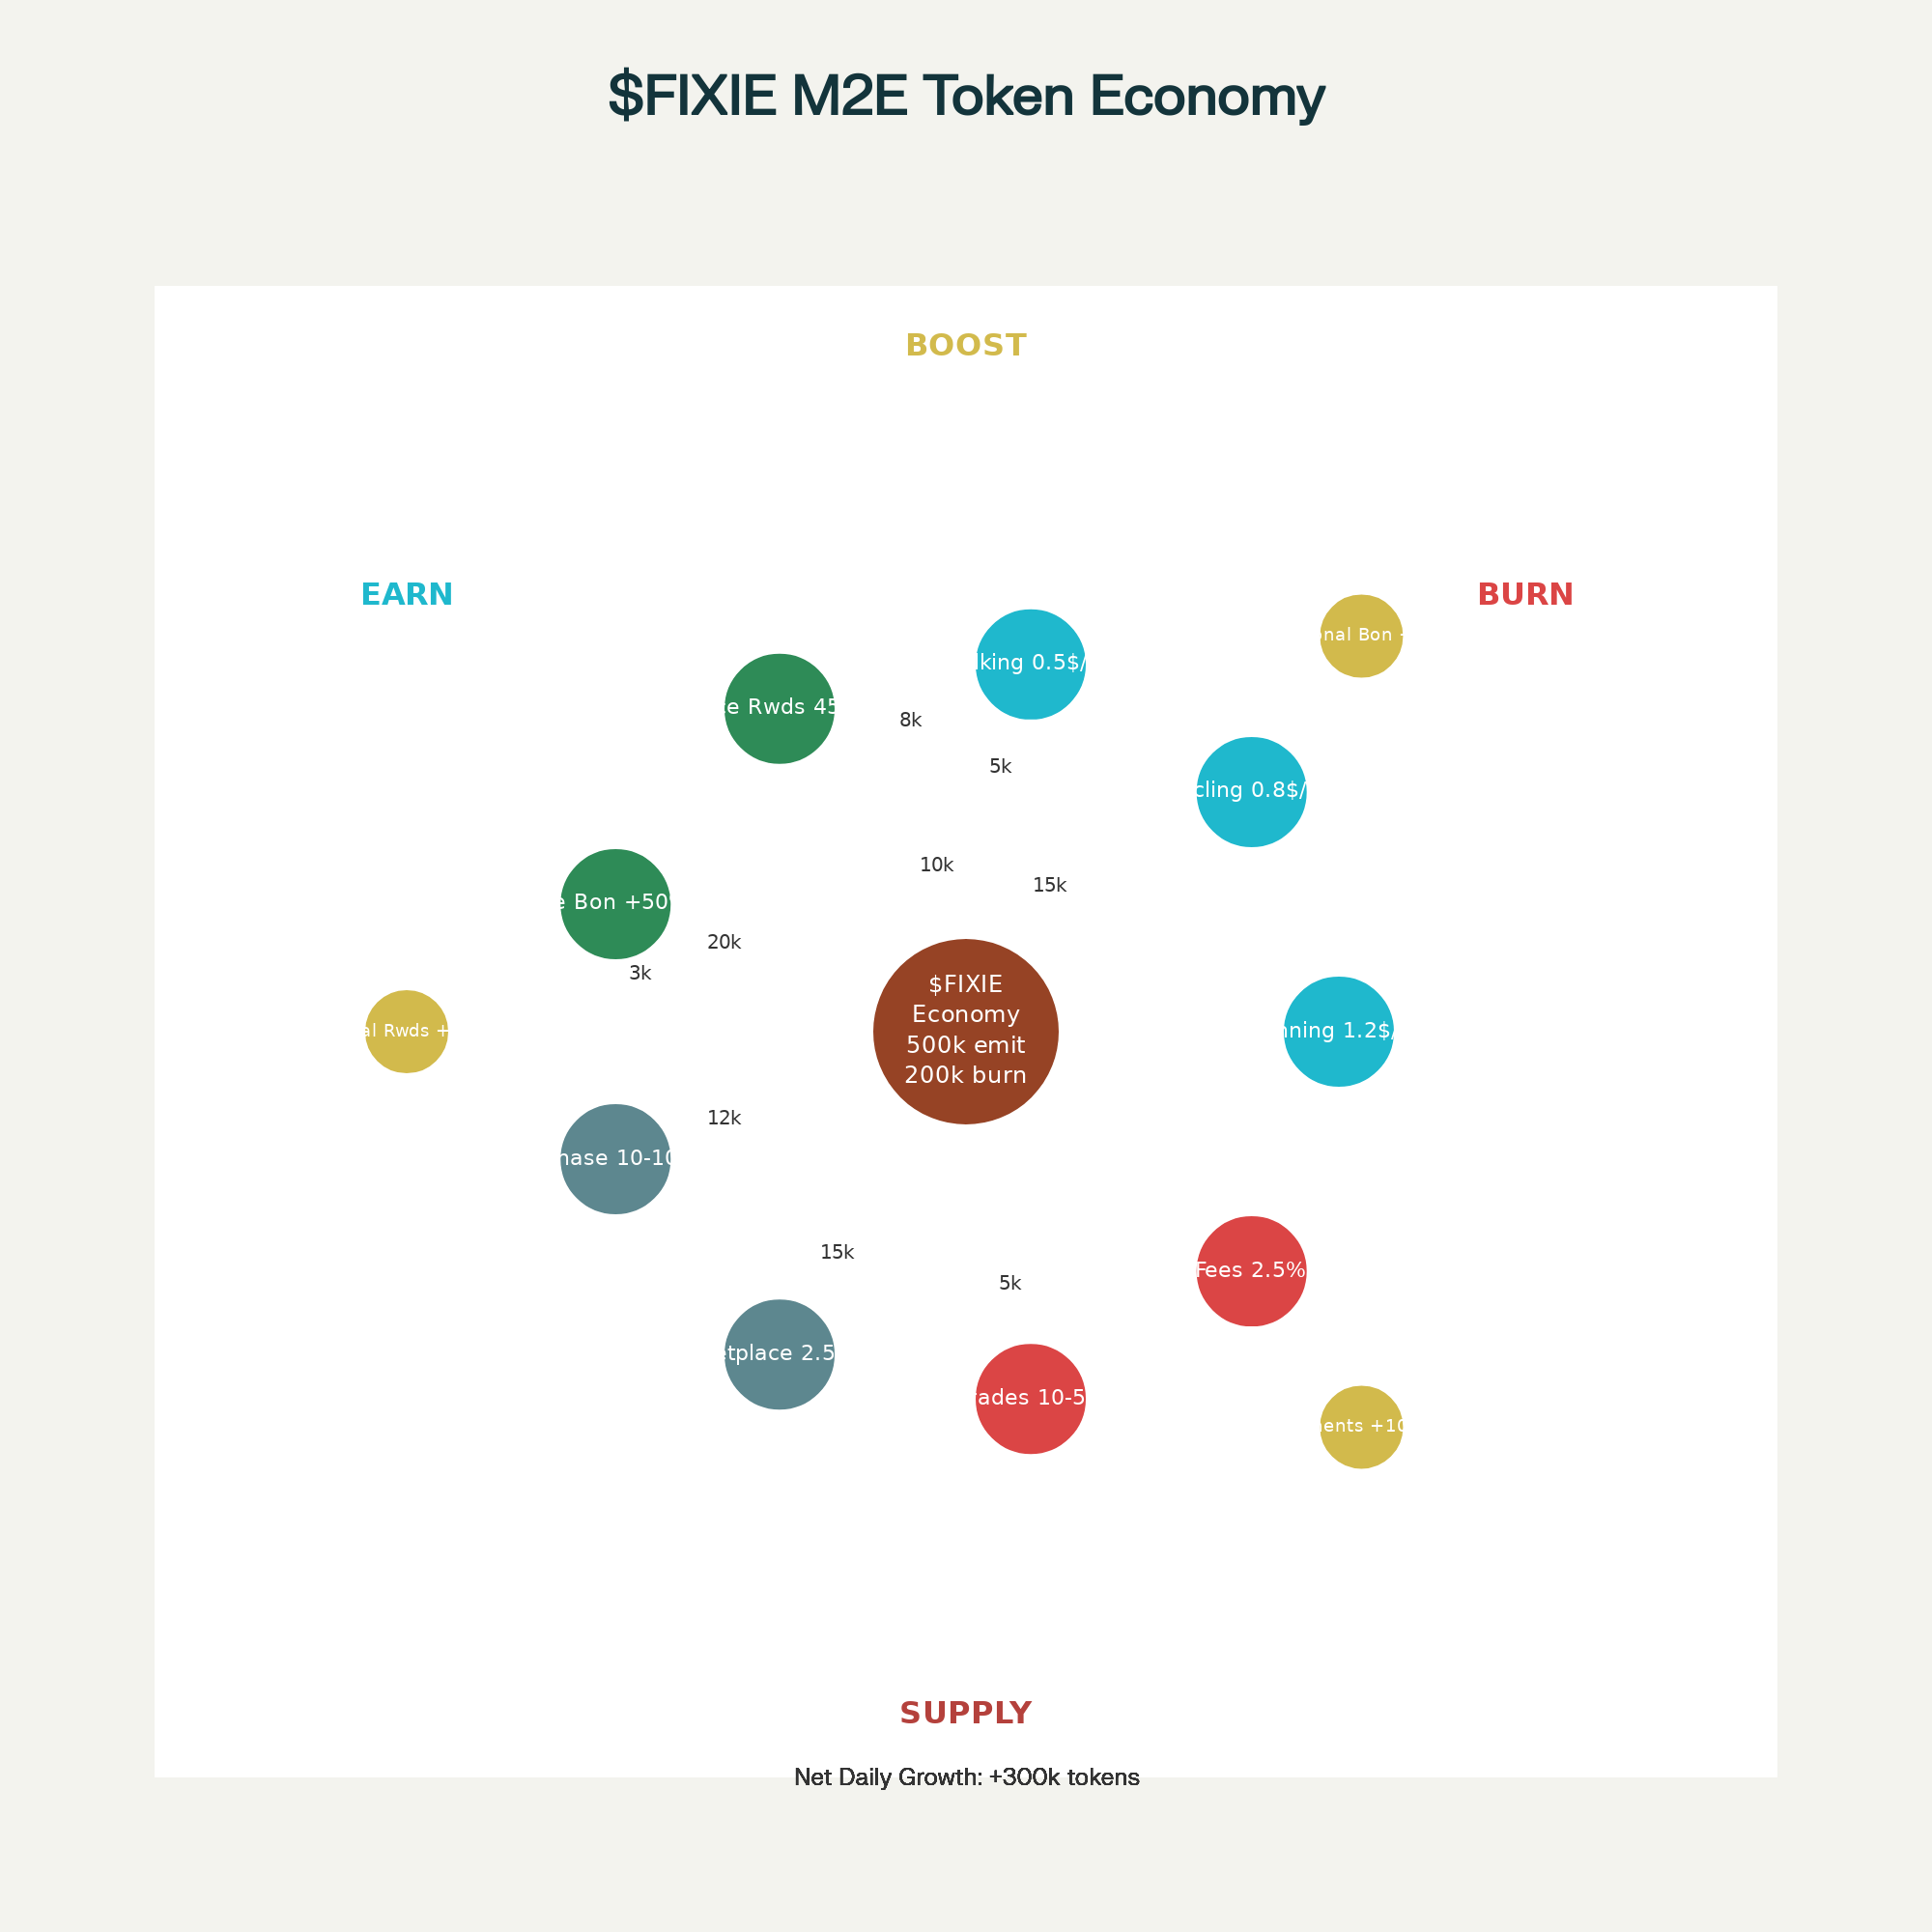 $FIXIE M2E Token Economy
BOOST
EARN
BURN
onal Bon
lking 0.5$/
te Rwds 45
8k
5k
cling 0.8$/
10k
15k
e Bon +50
20k
3k
$FIXIE
Economy
500k emit
200k burn
al Rwds +
nning 1.2$/
12k
hase 10-10
15k
5k
Fees 2.5%
etplace 2.5
ades 10-5
ents +10
SUPPLY
Net Daily Growth: +300k tokens